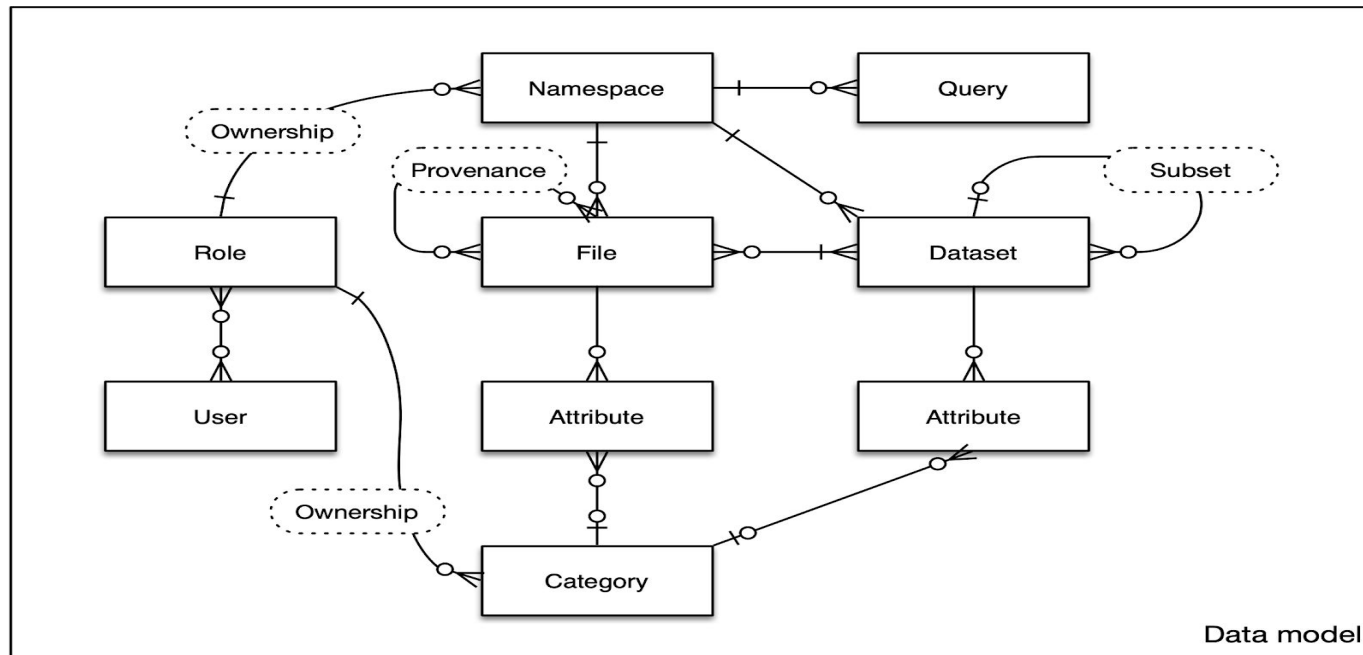 Namespace
Query
Ownership
Provenance
Subset
Role
File
Dataset
User
Attribute
Attribute
Ownership
Category
Data model